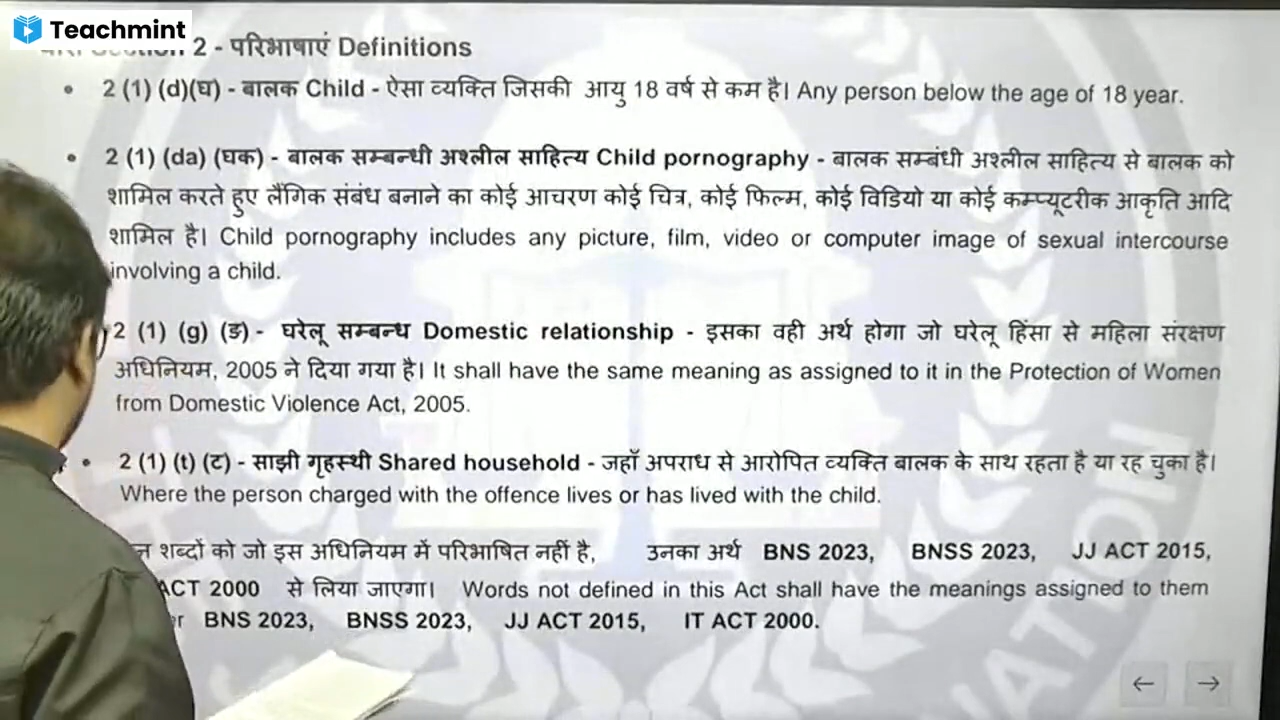 Teachmint
Section 2 - परिभाषाएं Definitions
2 (1) (d)(घ) - बालक Child - ऐसा व्यक्ति जिसकी आयु 18 वर्ष से कम है। Any person below the age of 18 year.
2 (1) (da) (घक) - बालक सम्बन्धी अश्लील साहित्य Child pornography - बालक सम्बंधी अश्लील साहित्य से बालक को
शामिल करते हुए लैंगिक संबंध बनाने का कोई आचरण कोई चित्र, कोई फिल्म, कोई विडियो या कोई कम्प्यूटरीक आकृति आदि
शामिल है। Child pornography includes any picture, film, video or computer image of sexual intercourse
involving a child.
2 (1) (g) (ङ) - घरेलू सम्बन्ध Domestic relationship - इसका वही अर्थ होगा जो घरेलू हिंसा से महिला संरक्षण
अधिनियम, 2005 ने दिया गया है। It shall have the same meaning as assigned to it in the Protection of Women
from Domestic Violence Act, 2005.
2 (1) (t) (ट) - साझी गृहस्थी Shared household - जहाँ अपराध से आरोपित व्यक्ति बालक के साथ रहता है या रह चुका है।
Where the person charged with the offence lives or has lived with the child.
शब्दों को जो इस अधिनियम में परिभाषित नहीं है, उनका अर्थ BNS 2023, BNSS 2023, JJ ACT 2015,
ACT 2000 से लिया जाएगा। Words not defined in this Act shall have the meanings assigned to them
BNS 2023, BNSS 2023, JJ ACT 2015, IT ACT 2000.
NATION